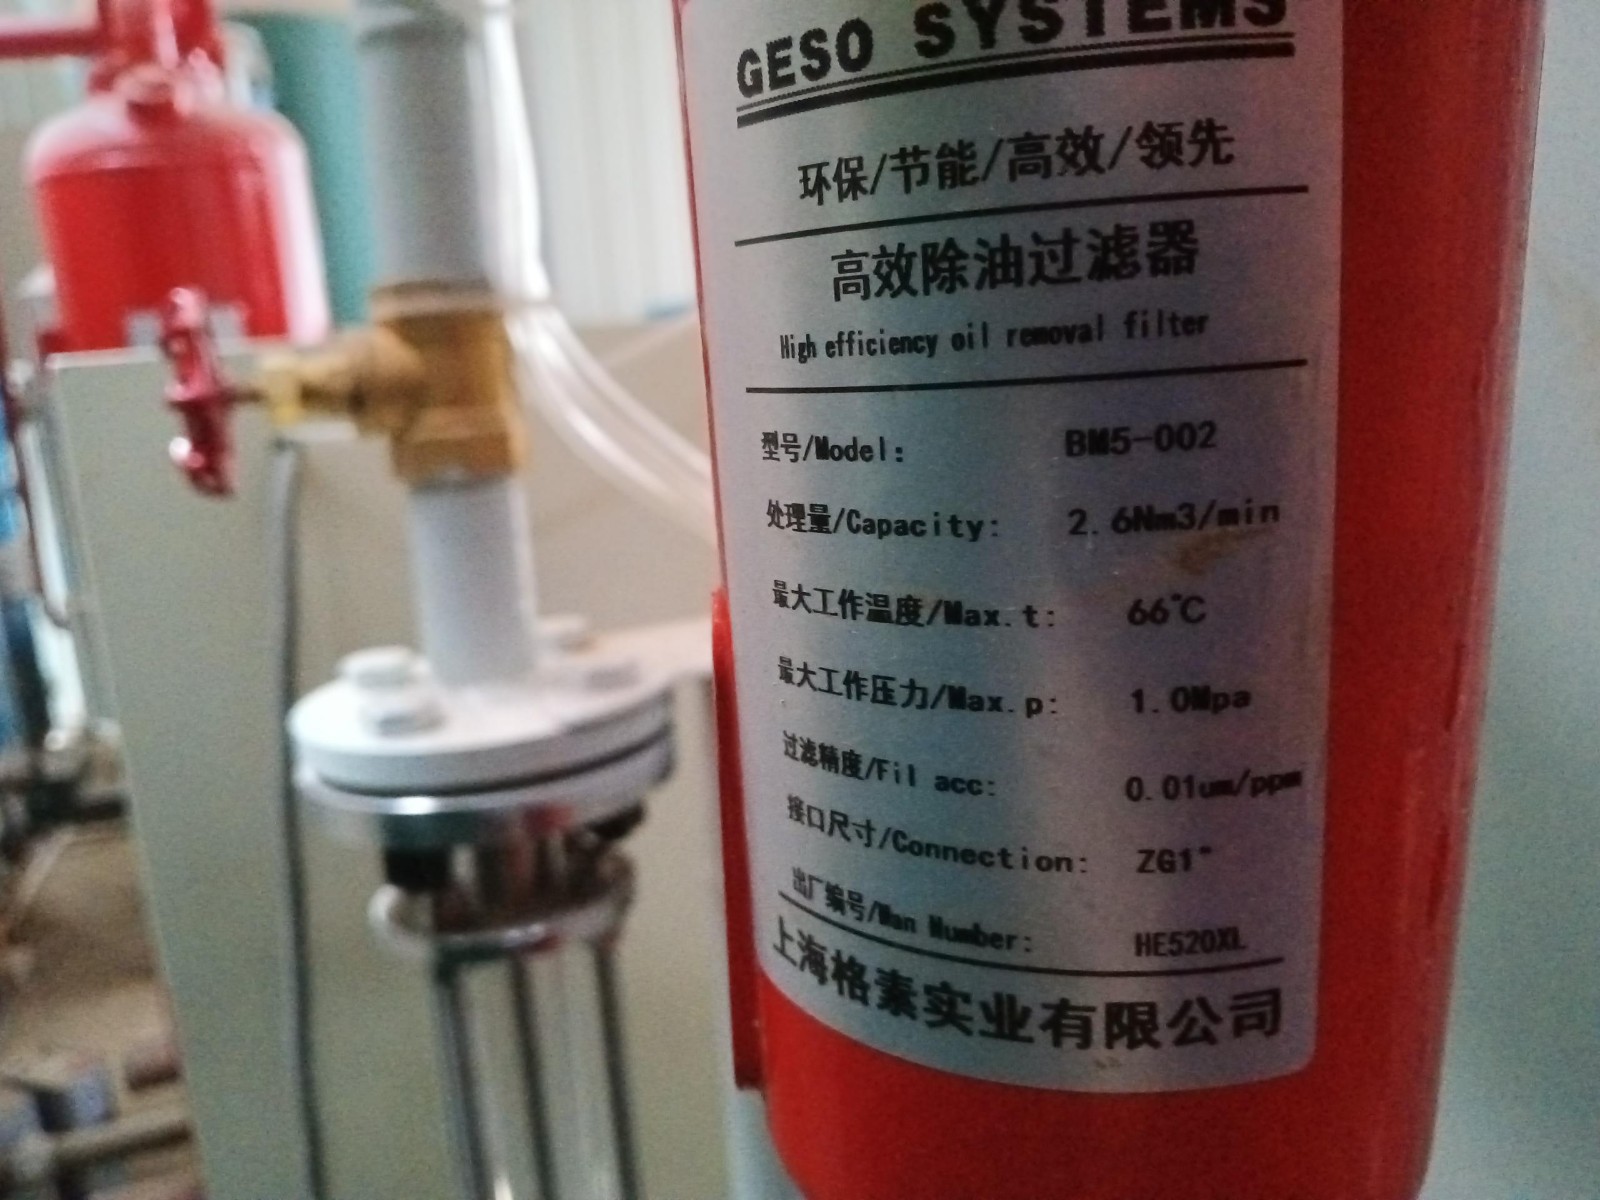 GESO SYSTEMS
环保/节能/高效/领先
高效除油过滤器
High efficiency oil removal filter
型号/Model: BM5-002
处理量/Capacity: 2.6Nm3/min
最大工作温度/Max.t: 66℃
最大工作压力/Max.p: 1.0Mpa
过滤精度/Fil acc: 0.01um/ppm
接口尺寸/Connection: ZG1"
出厂编号/Man Number: HE520XL
上海格素实业有限公司